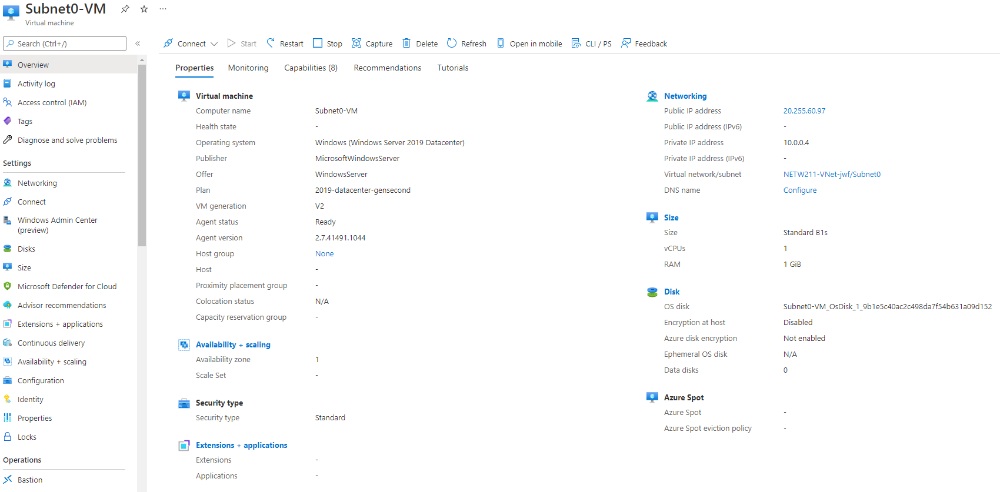 Subnet0-VM
Virtual machine
Search (Ctrl+/)
Overview
Activity log
Access control (IAM)
Tags
Diagnose and solve problems
Settings
Networking
Connect
Windows Admin Center
(preview)
Disks
Size
Microsoft Defender for Cloud
Advisor recommendations
Extensions + applications
Continuous delivery
Availability + scaling
Configuration
Identity
Properties
Locks
Operations
Bastion
Connect Start Restart Stop Capture Delete Refresh Open in mobile CLI / PS Feedback
Properties Monitoring Capabilities (8) Recommendations Tutorials
Virtual machine
Computer name Subnet0-VM
Health state -
Operating system Windows (Windows Server 2019 Datacenter)
Publisher MicrosoftWindowsServer
Offer WindowsServer
Plan 2019-datacenter-gensecond
VM generation V2
Agent status Ready
Agent version 2.7.41491.1044
Host group None
Host -
Proximity placement group -
Colocation status N/A
Capacity reservation group -
Availability + scaling
Availability zone 1
Scale Set -
Security type
Security type Standard
Extensions + applications
Extensions -
Applications -
Networking
Public IP address 20.255.60.97
Public IP address (IPv6) -
Private IP address 10.0.0.4
Private IP address (IPv6) -
Virtual network/subnet NETW211-VNet-jwf/Subnet0
DNS name Configure
Size
Size Standard B1s
vCPUs 1
RAM 1 GiB
Disk
OS disk Subnet0-VM_OsDisk_1_9b1e5c40ac2c498da7f54b631a09d152
Encryption at host Disabled
Azure disk encryption Not enabled
Ephemeral OS disk N/A
Data disks 0
Azure Spot
Azure Spot -
Azure Spot eviction policy -